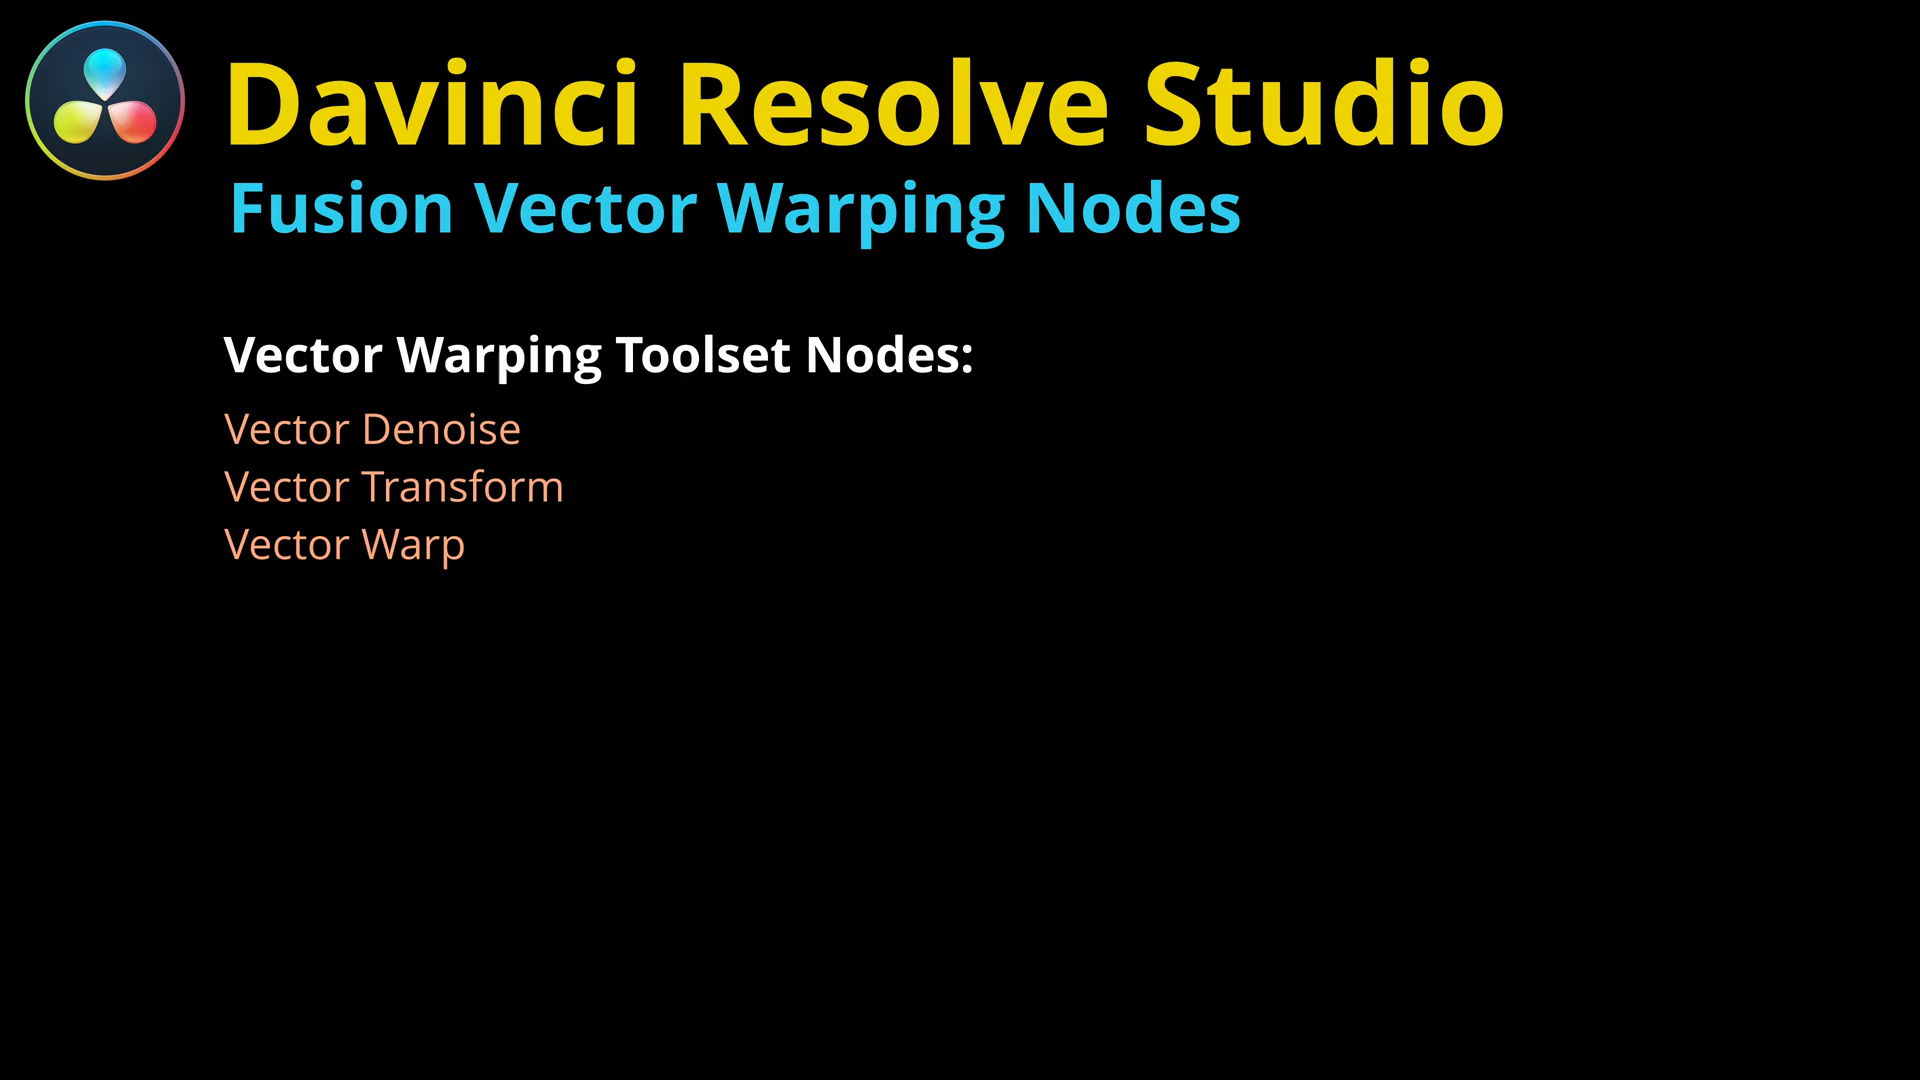 Davinci Resolve Studio
Fusion Vector Warping Nodes
Vector Warping Toolset Nodes:
Vector Denoise
Vector Transform
Vector Warp